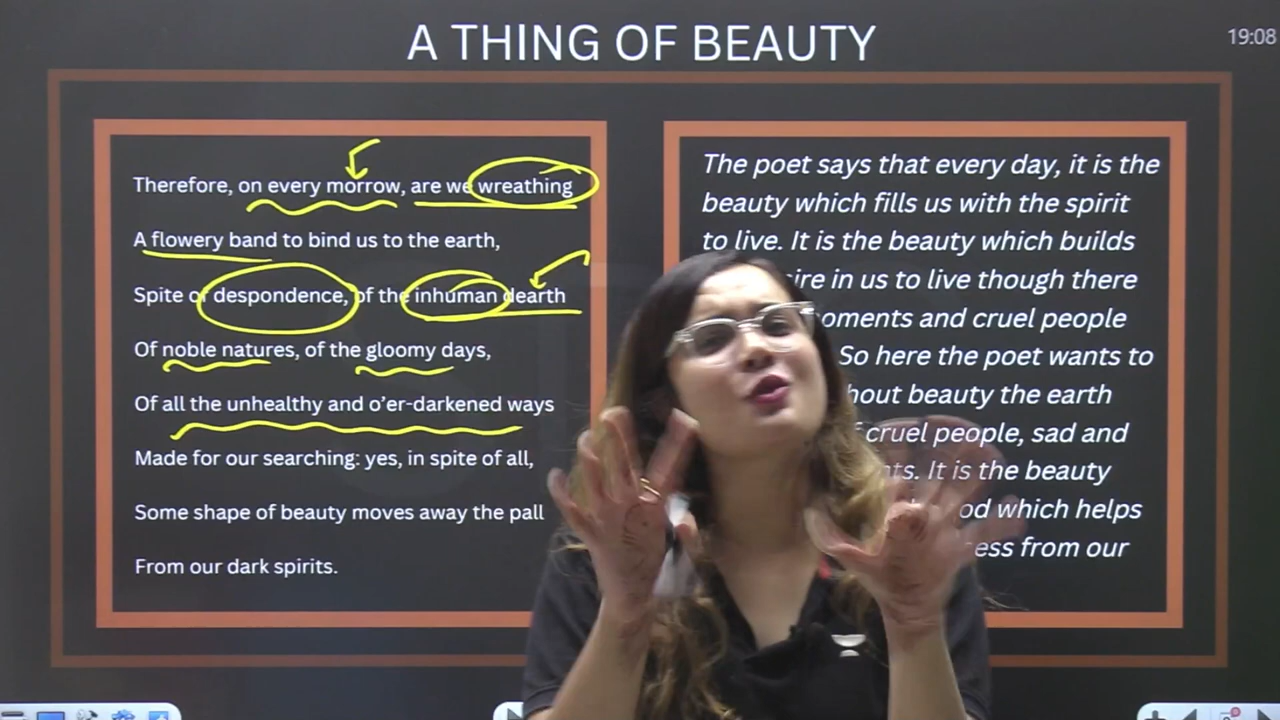 A THING OF BEAUTY
19:08
Therefore, on every morrow, are we wreathing
A flowery band to bind us to the earth,
Spite of despondence, of the inhuman dearth
Of noble natures, of the gloomy days,
Of all the unhealthy and o’er-darkened ways
Made for our searching: yes, in spite of all,
Some shape of beauty moves away the pall
From our dark spirits.
The poet says that every day, it is the
beauty which fills us with the spirit
to live. It is the beauty which builds
in us to live though there
and cruel people
So here the poet wants to
beauty the earth
cruel people, sad and
It is the beauty
which helps
from our